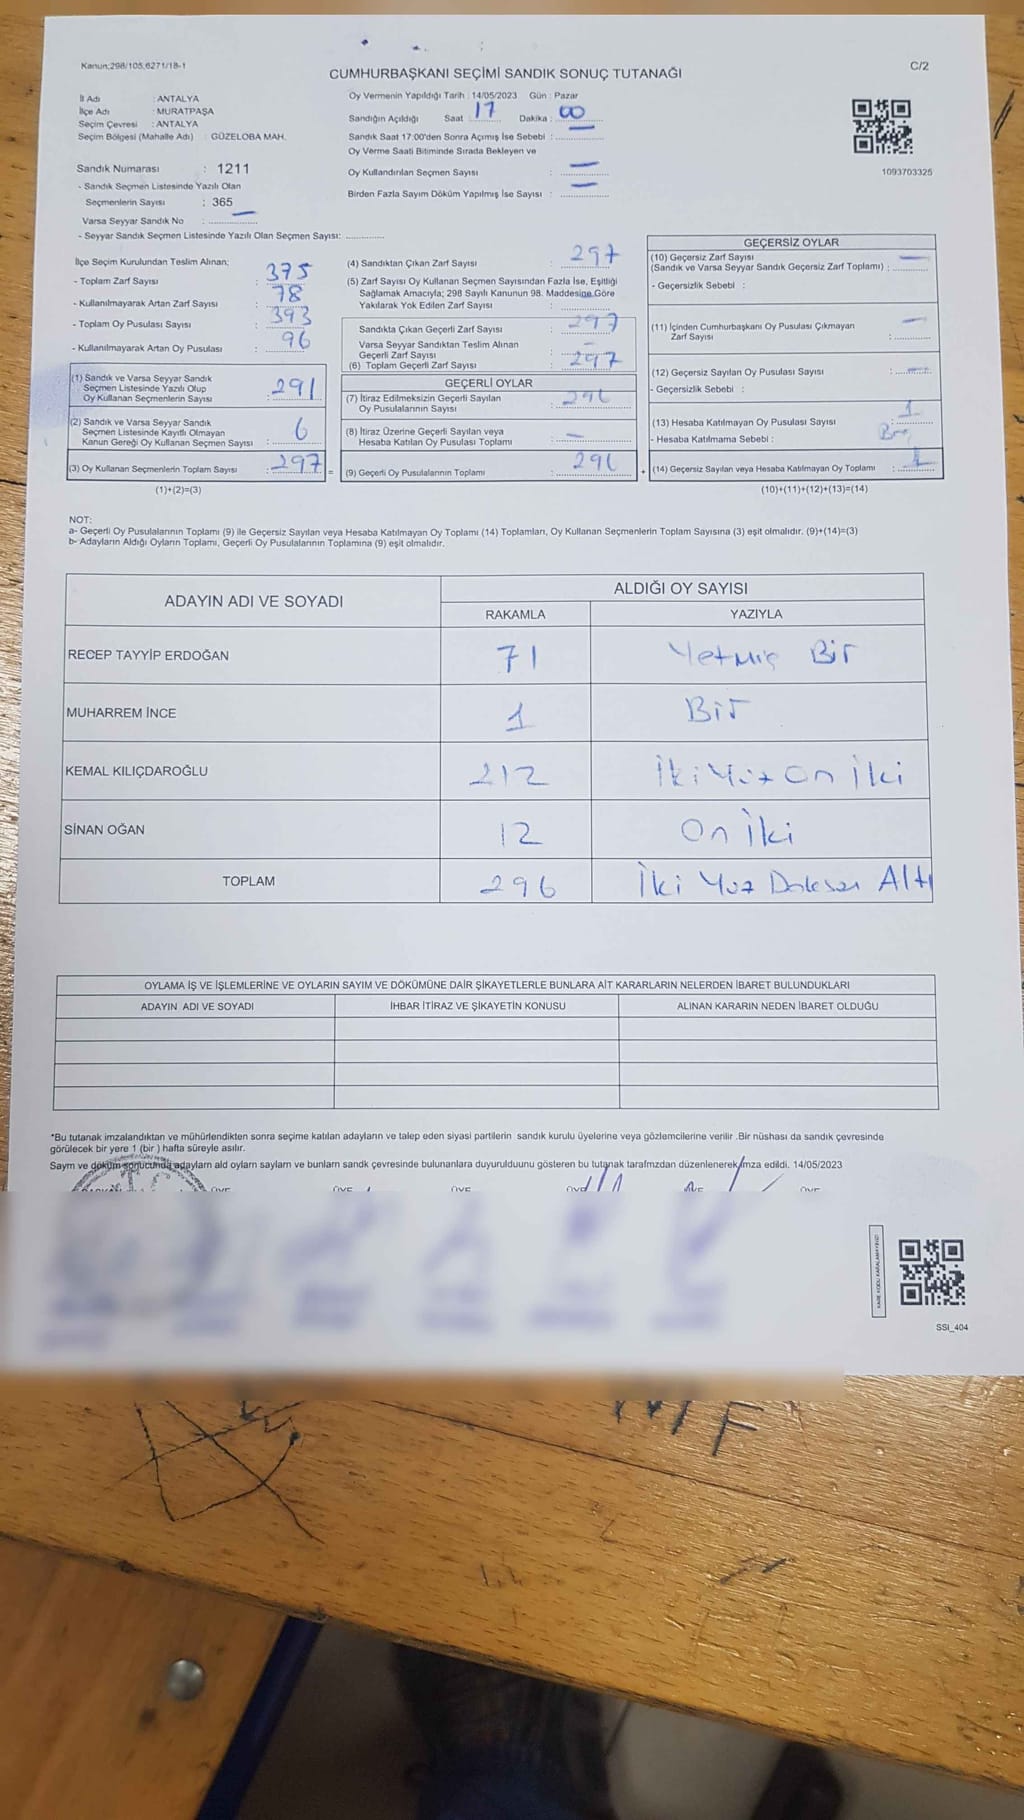 Kanun:298/105,6271/18-1
C/2
CUMHURBAŞKANI SEÇİMİ SANDIK SONUÇ TUTANAĞI
İl Adı : ANTALYA
İlçe Adı : MURATPAŞA
Seçim Çevresi : ANTALYA
Seçim Bölgesi (Mahalle Adı) : GÜZELOBA MAH.
Oy Vermenin Yapıldığı Tarih : 14/05/2023 Gün : Pazar
Sandığın Açıldığı Saat : 17 Dakika : 00
Sandık Saat 17:00'den Sonra Açımış İse Sebebi : —
Oy Verme Saati Bitiminde Sırada Bekleyen ve
Oy Kullandırılan Seçmen Sayısı : —
Birden Fazla Sayım Döküm Yapılmış İse Sayısı : —
1093703325
Sandık Numarası : 1211
- Sandık Seçmen Listesinde Yazılı Olan
Seçmenlerin Sayısı : 365
Varsa Seyyar Sandık No : —
- Seyyar Sandık Seçmen Listesinde Yazılı Olan Seçmen Sayısı: ............
İlçe Seçim Kurulundan Teslim Alınan;
- Toplam Zarf Sayısı : 375
- Kullanılmayarak Artan Zarf Sayısı : 78
- Toplam Oy Pusulası Sayısı : 393
- Kullanılmayarak Artan Oy Pusulası : 96
(1) Sandık ve Varsa Seyyar Sandık
Seçmen Listesinde Yazılı Olup
Oy Kullanan Seçmenlerin Sayısı : 291
(2) Sandık ve Varsa Seyyar Sandık
Seçmen Listesinde Kayıtlı Olmayan
Kanun Gereği Oy Kullanan Seçmen Sayısı : 6
(3) Oy Kullanan Seçmenlerin Toplam Sayısı : 297 =
(1)+(2)=(3)
(4) Sandıktan Çıkan Zarf Sayısı : 297
(5) Zarf Sayısı Oy Kullanan Seçmen Sayısından Fazla İse, Eşitliği
Sağlamak Amacıyla; 298 Sayılı Kanunun 98. Maddesine Göre
Yakılarak Yok Edilen Zarf Sayısı : —
Sandıkta Çıkan Geçerli Zarf Sayısı : 297
Varsa Seyyar Sandıktan Teslim Alınan
Geçerli Zarf Sayısı : —
(6) Toplam Geçerli Zarf Sayısı : 297
GEÇERLİ OYLAR
(7) İtiraz Edilmeksizin Geçerli Sayılan
Oy Pusulalarının Sayısı : 296
(8) İtiraz Üzerine Geçerli Sayılan veya
Hesaba Katılan Oy Pusulası Toplamı : —
(9) Geçerli Oy Pusulalarının Toplamı : 296 +
GEÇERSİZ OYLAR
(10) Geçersiz Zarf Sayısı
(Sandık ve Varsa Seyyar Sandık Geçersiz Zarf Toplamı) : —
- Geçersizlik Sebebi :
(11) İçinden Cumhurbaşkanı Oy Pusulası Çıkmayan
Zarf Sayısı : —
(12) Geçersiz Sayılan Oy Pusulası Sayısı : —
- Geçersizlik Sebebi :
(13) Hesaba Katılmayan Oy Pusulası Sayısı : 1
- Hesaba Katılmama Sebebi :
(14) Geçersiz Sayılan veya Hesaba Katılmayan Oy Toplamı : 1
(10)+(11)+(12)+(13)=(14)
NOT:
a- Geçerli Oy Pusulalarının Toplamı (9) ile Geçersiz Sayılan veya Hesaba Katılmayan Oy Toplamı (14) Toplamları, Oy Kullanan Seçmenlerin Toplam Sayısına (3) eşit olmalıdır. (9)+(14)=(3)
b- Adayların Aldığı Oyların Toplamı, Geçerli Oy Pusulalarının Toplamına (9) eşit olmalıdır.
ADAYIN ADI VE SOYADI
ALDIĞI OY SAYISI
RAKAMLA YAZIYLA
RECEP TAYYİP ERDOĞAN 71 Yetmiş Bir
MUHARREM İNCE 1 Bir
KEMAL KILIÇDAROĞLU 212 İki Yüz On İki
SİNAN OĞAN 12 On İki
TOPLAM 296 İki Yüz Doksan Altı
OYLAMA İŞ VE İŞLEMLERİNE VE OYLARIN SAYIM VE DÖKÜMÜNE DAİR ŞİKAYETLERLE BUNLARA AİT KARARLARIN NELERDEN İBARET BULUNDUKLARI
ADAYIN ADI VE SOYADI İHBAR İTİRAZ VE ŞİKAYETİN KONUSU ALINAN KARARIN NEDEN İBARET OLDUĞU
*Bu tutanak imzalandıktan ve mühürlendikten sonra seçime katılan adayların ve talep eden siyasi partilerin sandık kurulu üyelerine veya gözlemcilerine verilir .Bir nüshası da sandık çevresinde
görülecek bir yere 1 (bir ) hafta süreyle asılır.
Saym ve döküm sonucunda adaylarn ald oylarn saylarn ve bunlarn sandk çevresinde bulunanlara duyurulduunu gösteren bu tutanak tarafmzdan düzenlenerek imza edildi. 14/05/2023
KARE KODU KARALAMAYINIZ!
SSI_404